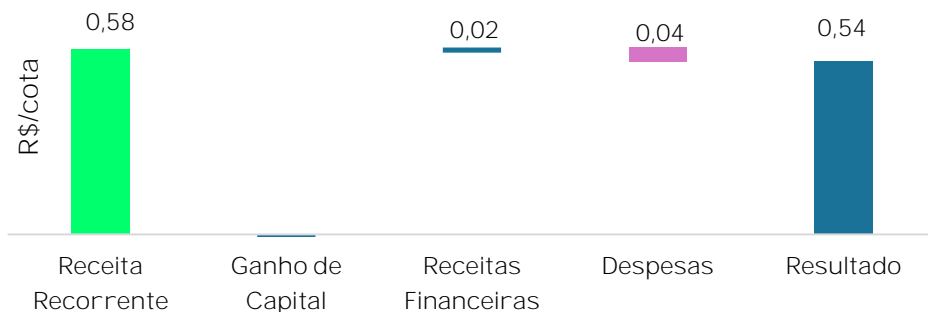 0,58
0,02
0,04
0,54
R$/cota
Receita
Recorrente
Ganho de
Capital
Receitas
Financeiras
Despesas
Resultado